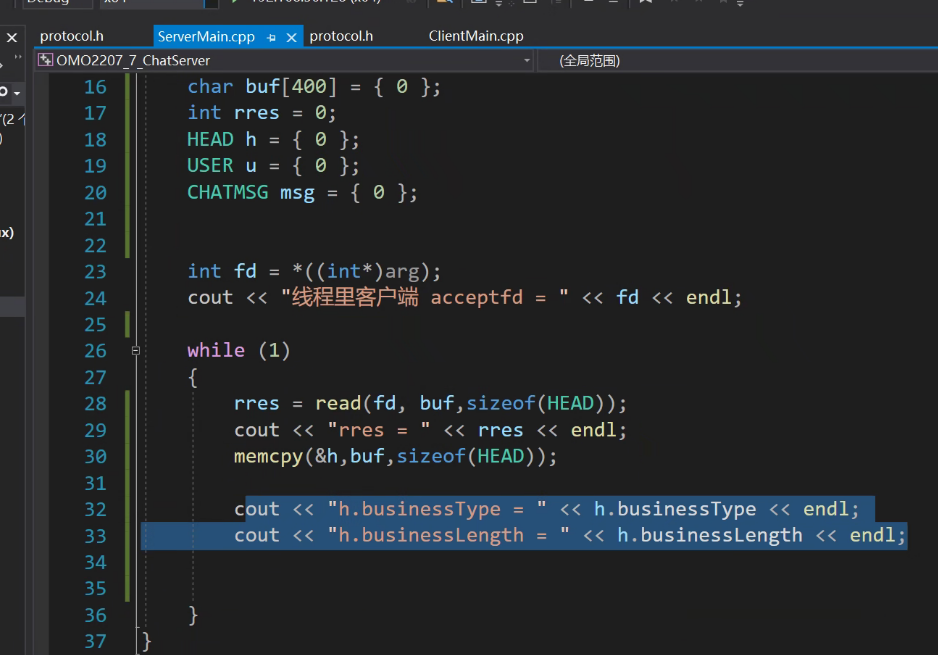 protocol.h ServerMain.cpp protocol.h ClientMain.cpp
OMO2207_7_ChatServer (全局范围)
16 char buf[400] = { 0 };
17 int rres = 0;
18 HEAD h = { 0 };
19 USER u = { 0 };
20 CHATMSG msg = { 0 };
21
22
23 int fd = *((int*)arg);
24 cout << "线程里客户端 acceptfd = " << fd << endl;
25
26 while (1)
27 {
28 rres = read(fd, buf,sizeof(HEAD));
29 cout << "rres = " << rres << endl;
30 memcpy(&h,buf,sizeof(HEAD));
31
32 cout << "h.businessType = " << h.businessType << endl;
33 cout << "h.businessLength = " << h.businessLength << endl;
34
35
36 }
37 }